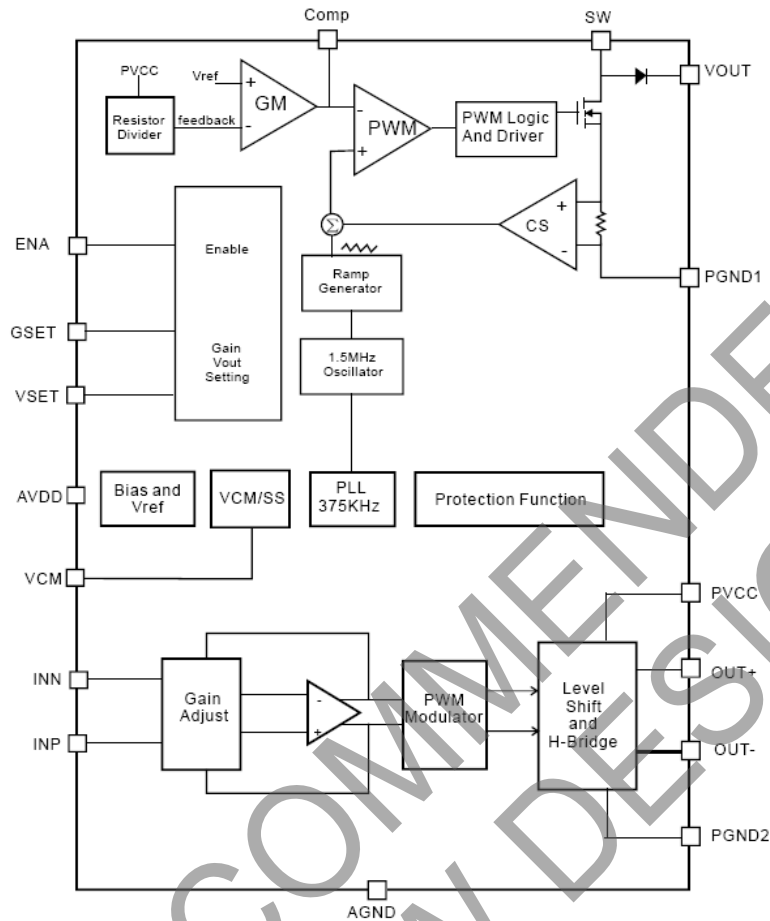 Comp
SW
PVCC
Vref
+
GM
VOUT
Resistor
Divider
feedback
-
-
PWM
+
PWM Logic
And Driver
ENA
Enable
Σ
+
CS
-
Ramp
Generator
PGND1
GSET
Gain
Vout
Setting
1.5MHz
Oscillator
VSET
AVDD
Bias and
Vref
VCM/SS
PLL
375KHz
Protection Function
VCM
PVCC
INN
Gain
Adjust
-
+
PWM
Modulator
Level
Shift
and
H-Bridge
OUT+
INP
OUT-
PGND2
AGND
COMMENDE
W DESIG